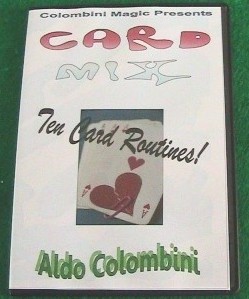 Colombini Magic Presents
CARD
MIX
Ten Card Routines!
A
A
Aldo Colombini